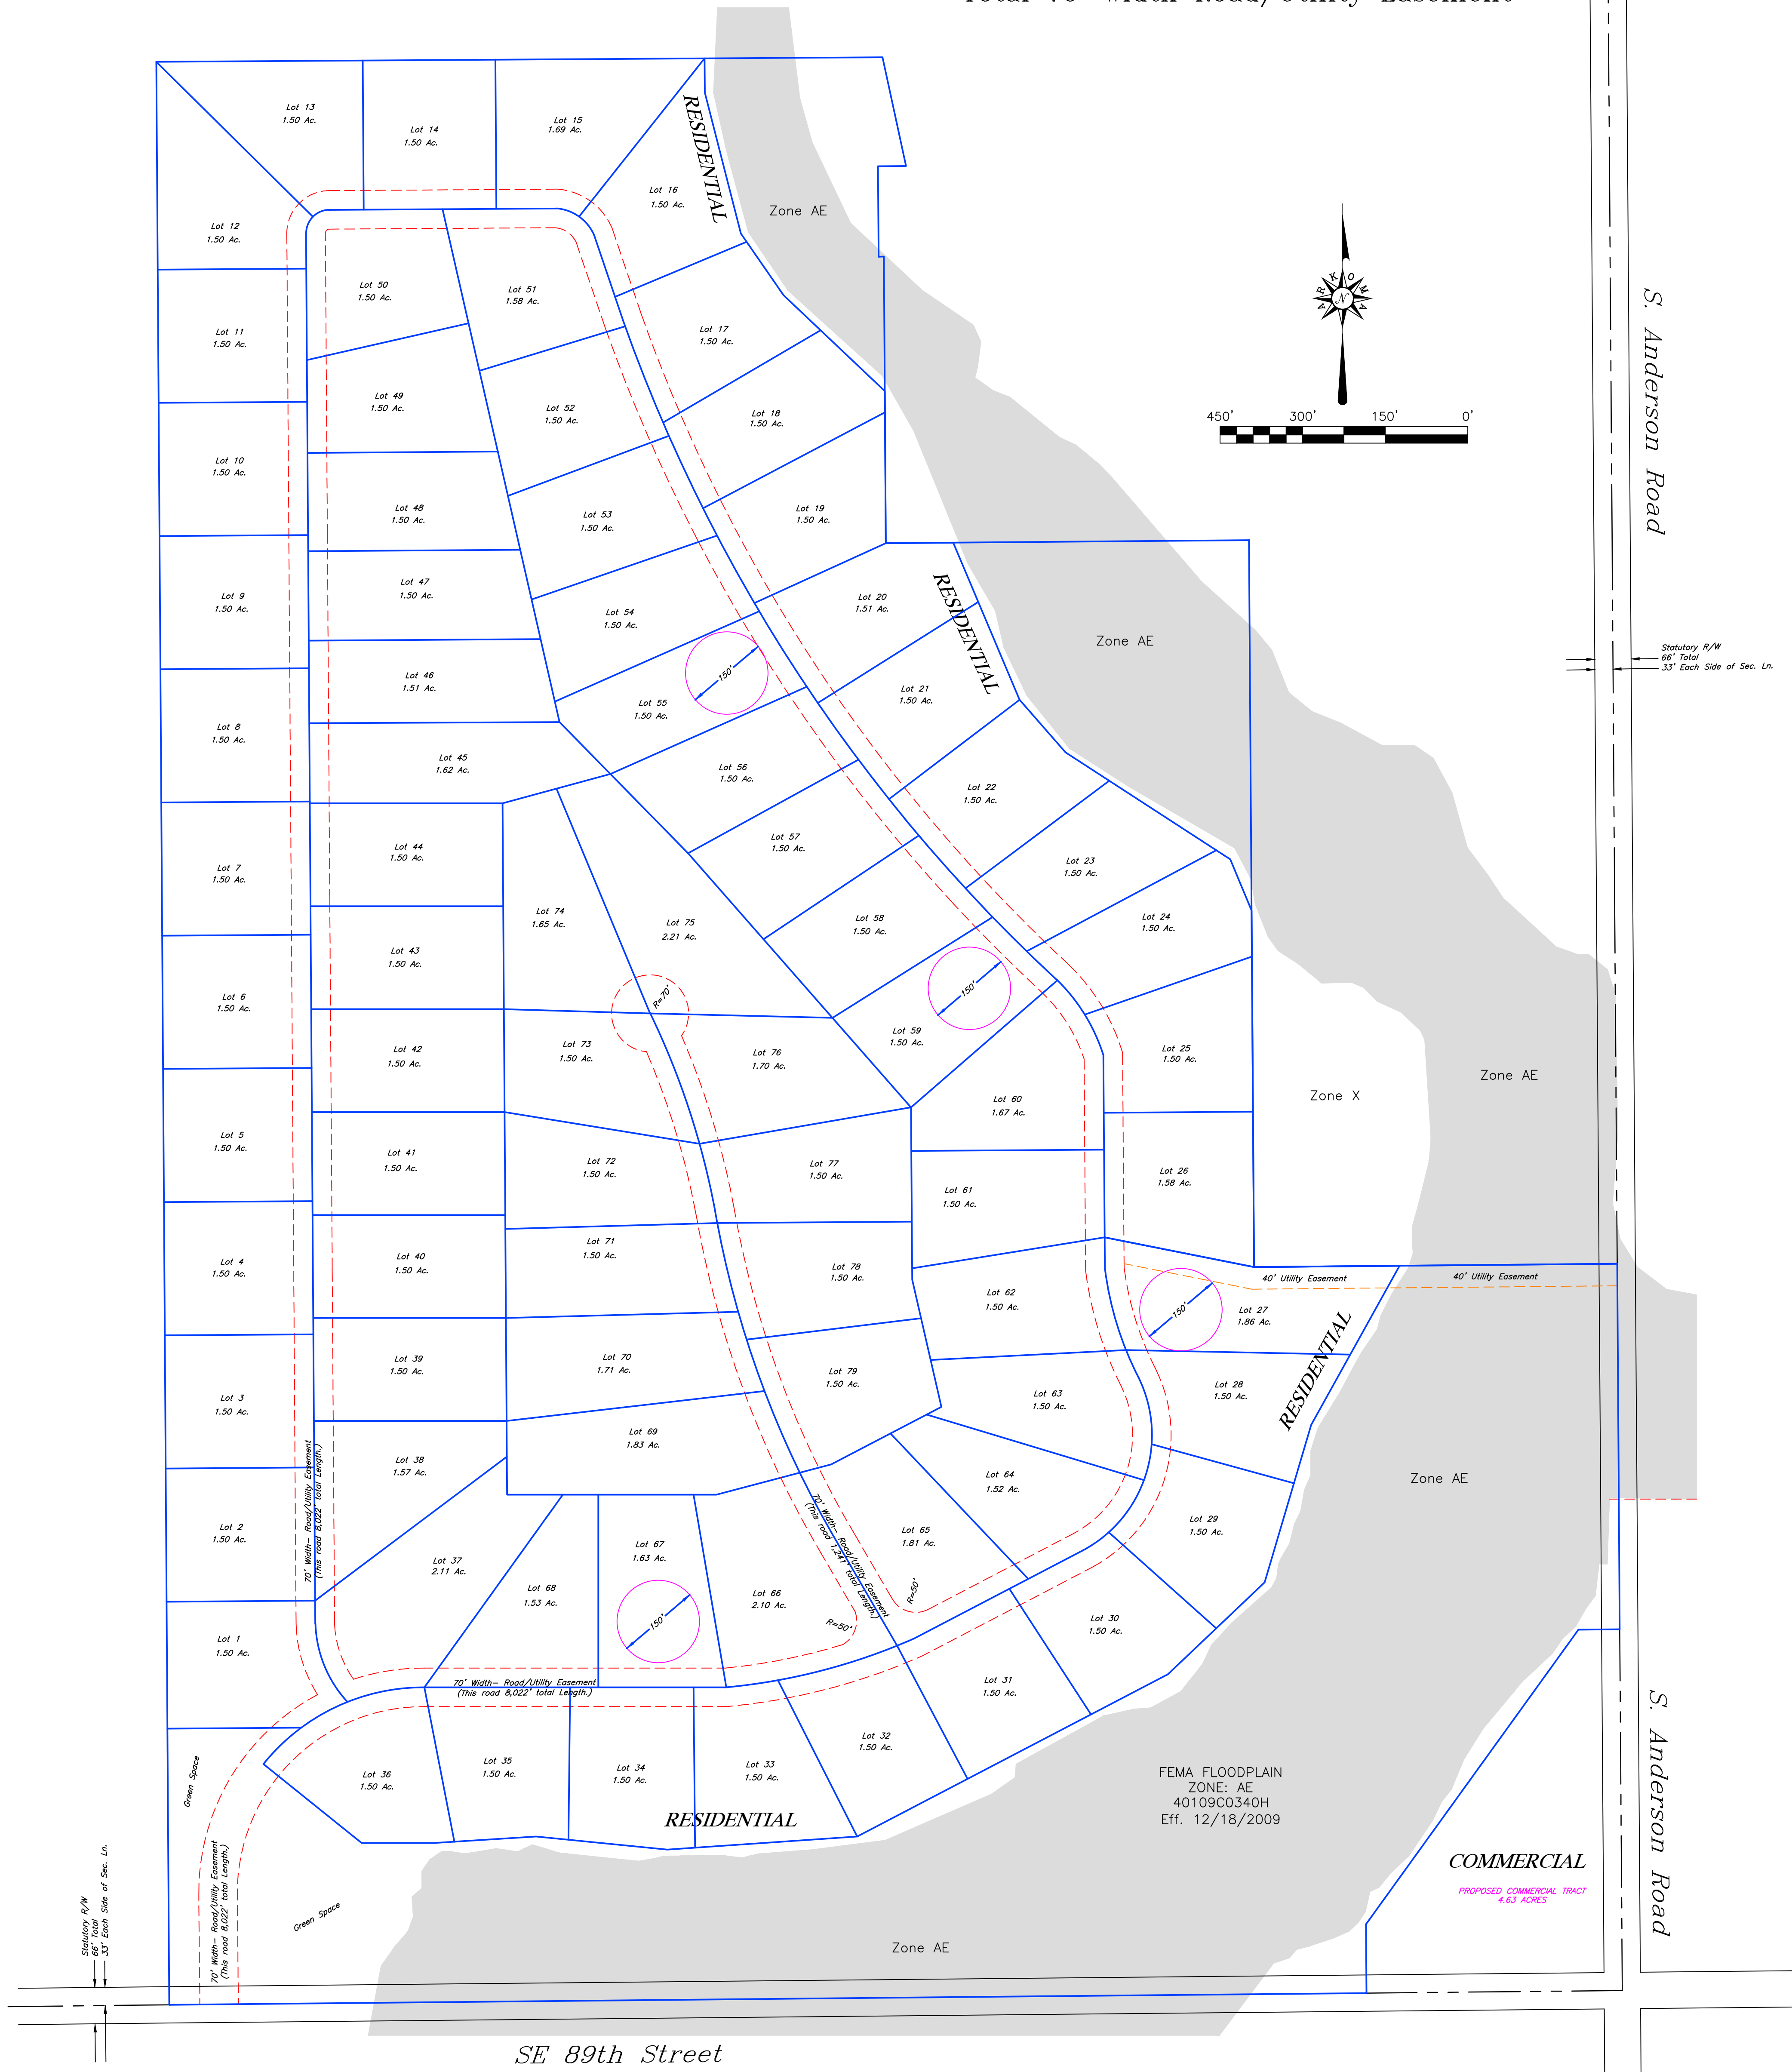 Lot 13
1.50 Ac.
Lot 14
1.50 Ac.
Lot 15
1.69 Ac.
RESIDENTIAL
Lot 16
1.50 Ac.
Zone AE
Lot 12
1.50 Ac.
Lot 50
1.50 Ac.
Lot 51
1.58 Ac.
ARKOMA
N
Lot 11
1.50 Ac.
Lot 17
1.50 Ac.
S. Anderson Road
Lot 49
1.50 Ac.
Lot 52
1.50 Ac.
Lot 18
1.50 Ac.
450'
300'
150'
0'
Lot 10
1.50 Ac.
Lot 48
1.50 Ac.
Lot 53
1.50 Ac.
Lot 19
1.50 Ac.
Lot 9
1.50 Ac.
Lot 47
1.50 Ac.
Lot 54
1.50 Ac.
Lot 20
1.51 Ac.
RESIDENTIAL
Zone AE
Statutory R/W
66' Total
33' Each Side of Sec. Ln.
Lot 46
1.51 Ac.
Lot 55
1.50 Ac.
150'
Lot 21
1.50 Ac.
Lot 8
1.50 Ac.
Lot 45
1.62 Ac.
Lot 56
1.50 Ac.
Lot 22
1.50 Ac.
Lot 7
1.50 Ac.
Lot 44
1.50 Ac.
Lot 57
1.50 Ac.
Lot 23
1.50 Ac.
Lot 74
1.65 Ac.
Lot 75
2.21 Ac.
Lot 58
1.50 Ac.
Lot 24
1.50 Ac.
Lot 43
1.50 Ac.
Lot 6
1.50 Ac.
R=70'
150'
Lot 42
1.50 Ac.
Lot 73
1.50 Ac.
Lot 76
1.70 Ac.
Lot 59
1.50 Ac.
Lot 25
1.50 Ac.
Zone X
Zone AE
Lot 60
1.67 Ac.
Lot 5
1.50 Ac.
Lot 41
1.50 Ac.
Lot 72
1.50 Ac.
Lot 77
1.50 Ac.
Lot 61
1.50 Ac.
Lot 26
1.58 Ac.
Lot 4
1.50 Ac.
Lot 40
1.50 Ac.
Lot 71
1.50 Ac.
Lot 78
1.50 Ac.
Lot 62
1.50 Ac.
40' Utility Easement
40' Utility Easement
150'
Lot 27
1.86 Ac.
RESIDENTIAL
Lot 3
1.50 Ac.
Lot 39
1.50 Ac.
Lot 70
1.71 Ac.
Lot 79
1.50 Ac.
Lot 63
1.50 Ac.
Lot 28
1.50 Ac.
Lot 38
1.57 Ac.
Lot 69
1.83 Ac.
Lot 64
1.52 Ac.
Zone AE
70' Width- Road/Utility Easement
(This road 8,022' total Length.)
70' Width- Road/Utility Easement
(This road 1,241' total Length.)
Lot 2
1.50 Ac.
Lot 37
2.11 Ac.
Lot 68
1.53 Ac.
Lot 67
1.63 Ac.
150'
Lot 66
2.10 Ac.
Lot 65
1.81 Ac.
Lot 29
1.50 Ac.
R=50'
R=50'
Lot 30
1.50 Ac.
Lot 1
1.50 Ac.
70' Width- Road/Utility Easement
(This road 8,022' total Length.)
Lot 31
1.50 Ac.
Green Space
Lot 36
1.50 Ac.
Lot 35
1.50 Ac.
Lot 34
1.50 Ac.
Lot 33
1.50 Ac.
Lot 32
1.50 Ac.
RESIDENTIAL
FEMA FLOODPLAIN
ZONE: AE
40109C0340H
Eff. 12/18/2009
S. Anderson Road
COMMERCIAL
PROPOSED COMMERCIAL TRACT
4.63 ACRES
Statutory R/W
66' Total
33' Each Side of Sec. Ln.
70' Width- Road/Utility Easement
(This road 8,022' total Length.)
Green Space
Zone AE
SE 89th Street